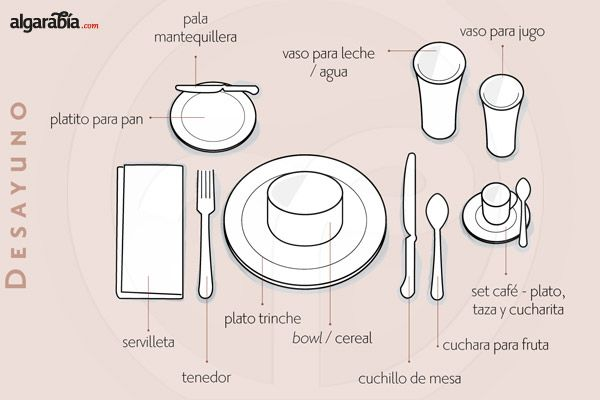 algarabía.com
pala
mantequillera
vaso para leche
/ agua
vaso para jugo
platito para pan
DESAYUNO
servilleta
tenedor
plato trinche
bowl / cereal
cuchillo de mesa
cuchara para fruta
set café - plato,
taza y cucharita